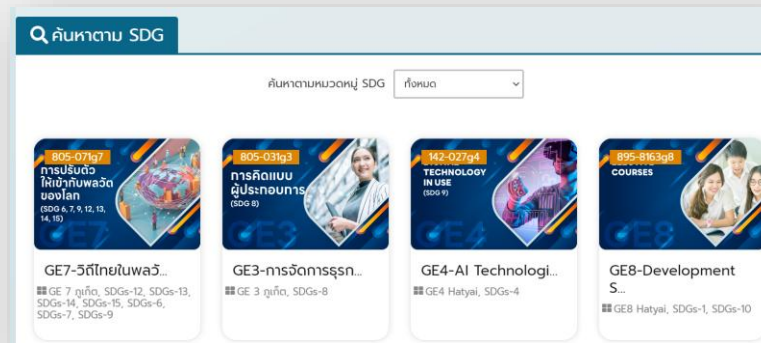 ค้นหาตาม SDG
ค้นหาตามหมวดหมู่ SDG ทั้งหมด
805-071g7
การปรับตัว
ให้เข้ากับพลวัต
ของโลก
(SDG 6, 7, 9, 12, 13,
14, 15)
GE7
GE7-วิถีไทยในพลวั...
GE 7 ภูเก็ต, SDGs-12, SDGs-13,
SDGs-14, SDGs-15, SDGs-6,
SDGs-7, SDGs-9
805-031g3
การคิดแบบ
ผู้ประกอบการ
(SDG 8)
GE3
GE3-การจัดการธุรก...
GE 3 ภูเก็ต, SDGs-8
142-027g4
TECHNOLOGY
IN USE
(SDG 9)
GE4
GE4-AI Technologi...
GE4 Hatyai, SDGs-4
895-8163g8
COURSES
GE8
GE8-Development
S...
GE8 Hatyai, SDGs-1, SDGs-10